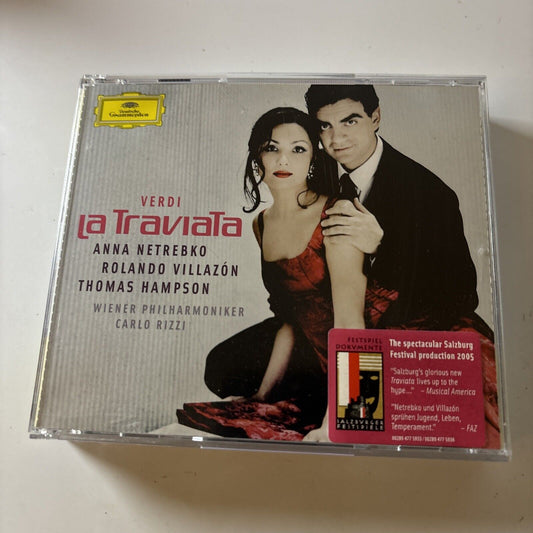 Deutsche
Grammophon
VERDI
La Traviata
ANNA NETREBKO
ROLANDO VILLAZÓN
THOMAS HAMPSON
WIENER PHILHARMONIKER
CARLO RIZZI
FESTSPIEL
DOKUMENTE
SALZBURGER
FESTSPIELE
The spectacular Salzburg
Festival production 2005
“Salzburg's glorious new
Traviata lives up to the
hype...” – Musical America
“Netrebko und Villazón
sprühen Jugend, Leben,
Temperament.” – FAZ